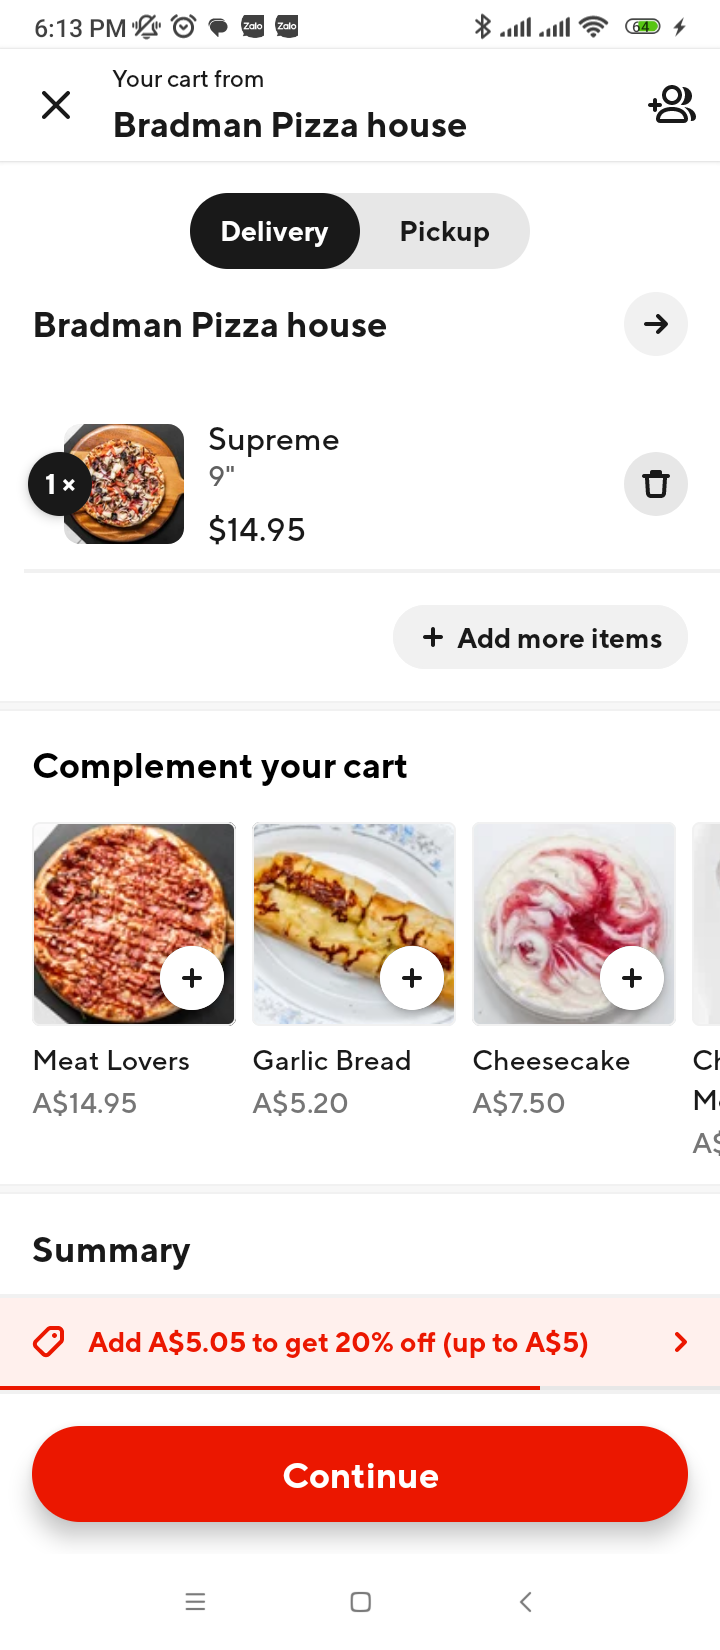 6:13 PM
Zalo
Zalo
64
Your cart from
Bradman Pizza house
Delivery
Pickup
Bradman Pizza house
1 ×
Supreme
9"
$14.95
+ Add more items
Complement your cart
Meat Lovers
A$14.95
Garlic Bread
A$5.20
Cheesecake
A$7.50
A$
Summary
Add A$5.05 to get 20% off (up to A$5)
Continue